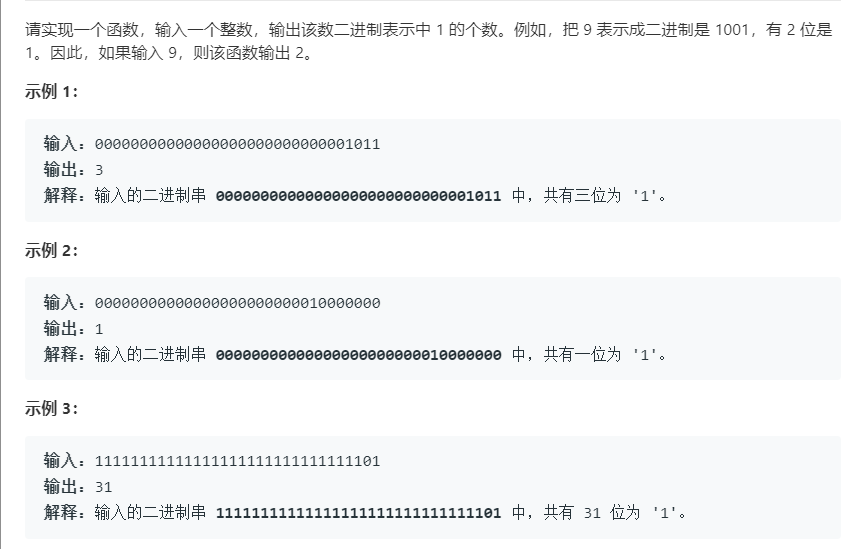 请实现一个函数，输入一个整数，输出该数二进制表示中 1 的个数。例如，把 9 表示成二进制是 1001，有 2 位是
1。因此，如果输入 9，则该函数输出 2。
示例 1：
输入：00000000000000000000000000001011
输出：3
解释：输入的二进制串 00000000000000000000000000001011 中，共有三位为 '1'。
示例 2：
输入：00000000000000000000000010000000
输出：1
解释：输入的二进制串 00000000000000000000000010000000 中，共有一位为 '1'。
示例 3：
输入：11111111111111111111111111111101
输出：31
解释：输入的二进制串 11111111111111111111111111111101 中，共有 31 位为 '1'。